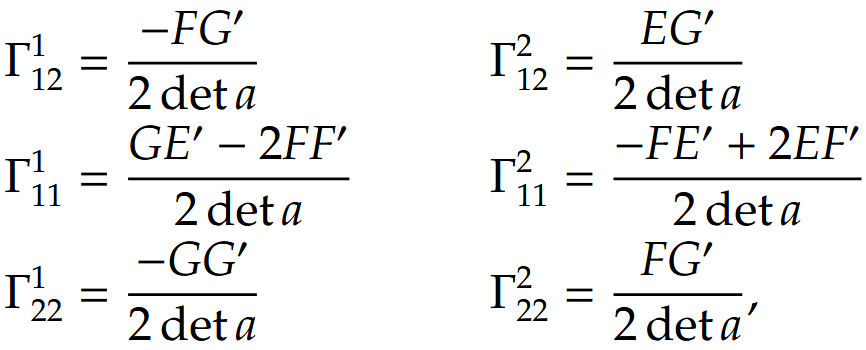 Γ¹₁₂ = −FG′ / 2 det a    Γ²₁₂ = EG′ / 2 det a
Γ¹₁₁ = GE′ − 2FF′ / 2 det a    Γ²₁₁ = −FE′ + 2EF′ / 2 det a
Γ¹₂₂ = −GG′ / 2 det a    Γ²₂₂ = FG′ / 2 det a,